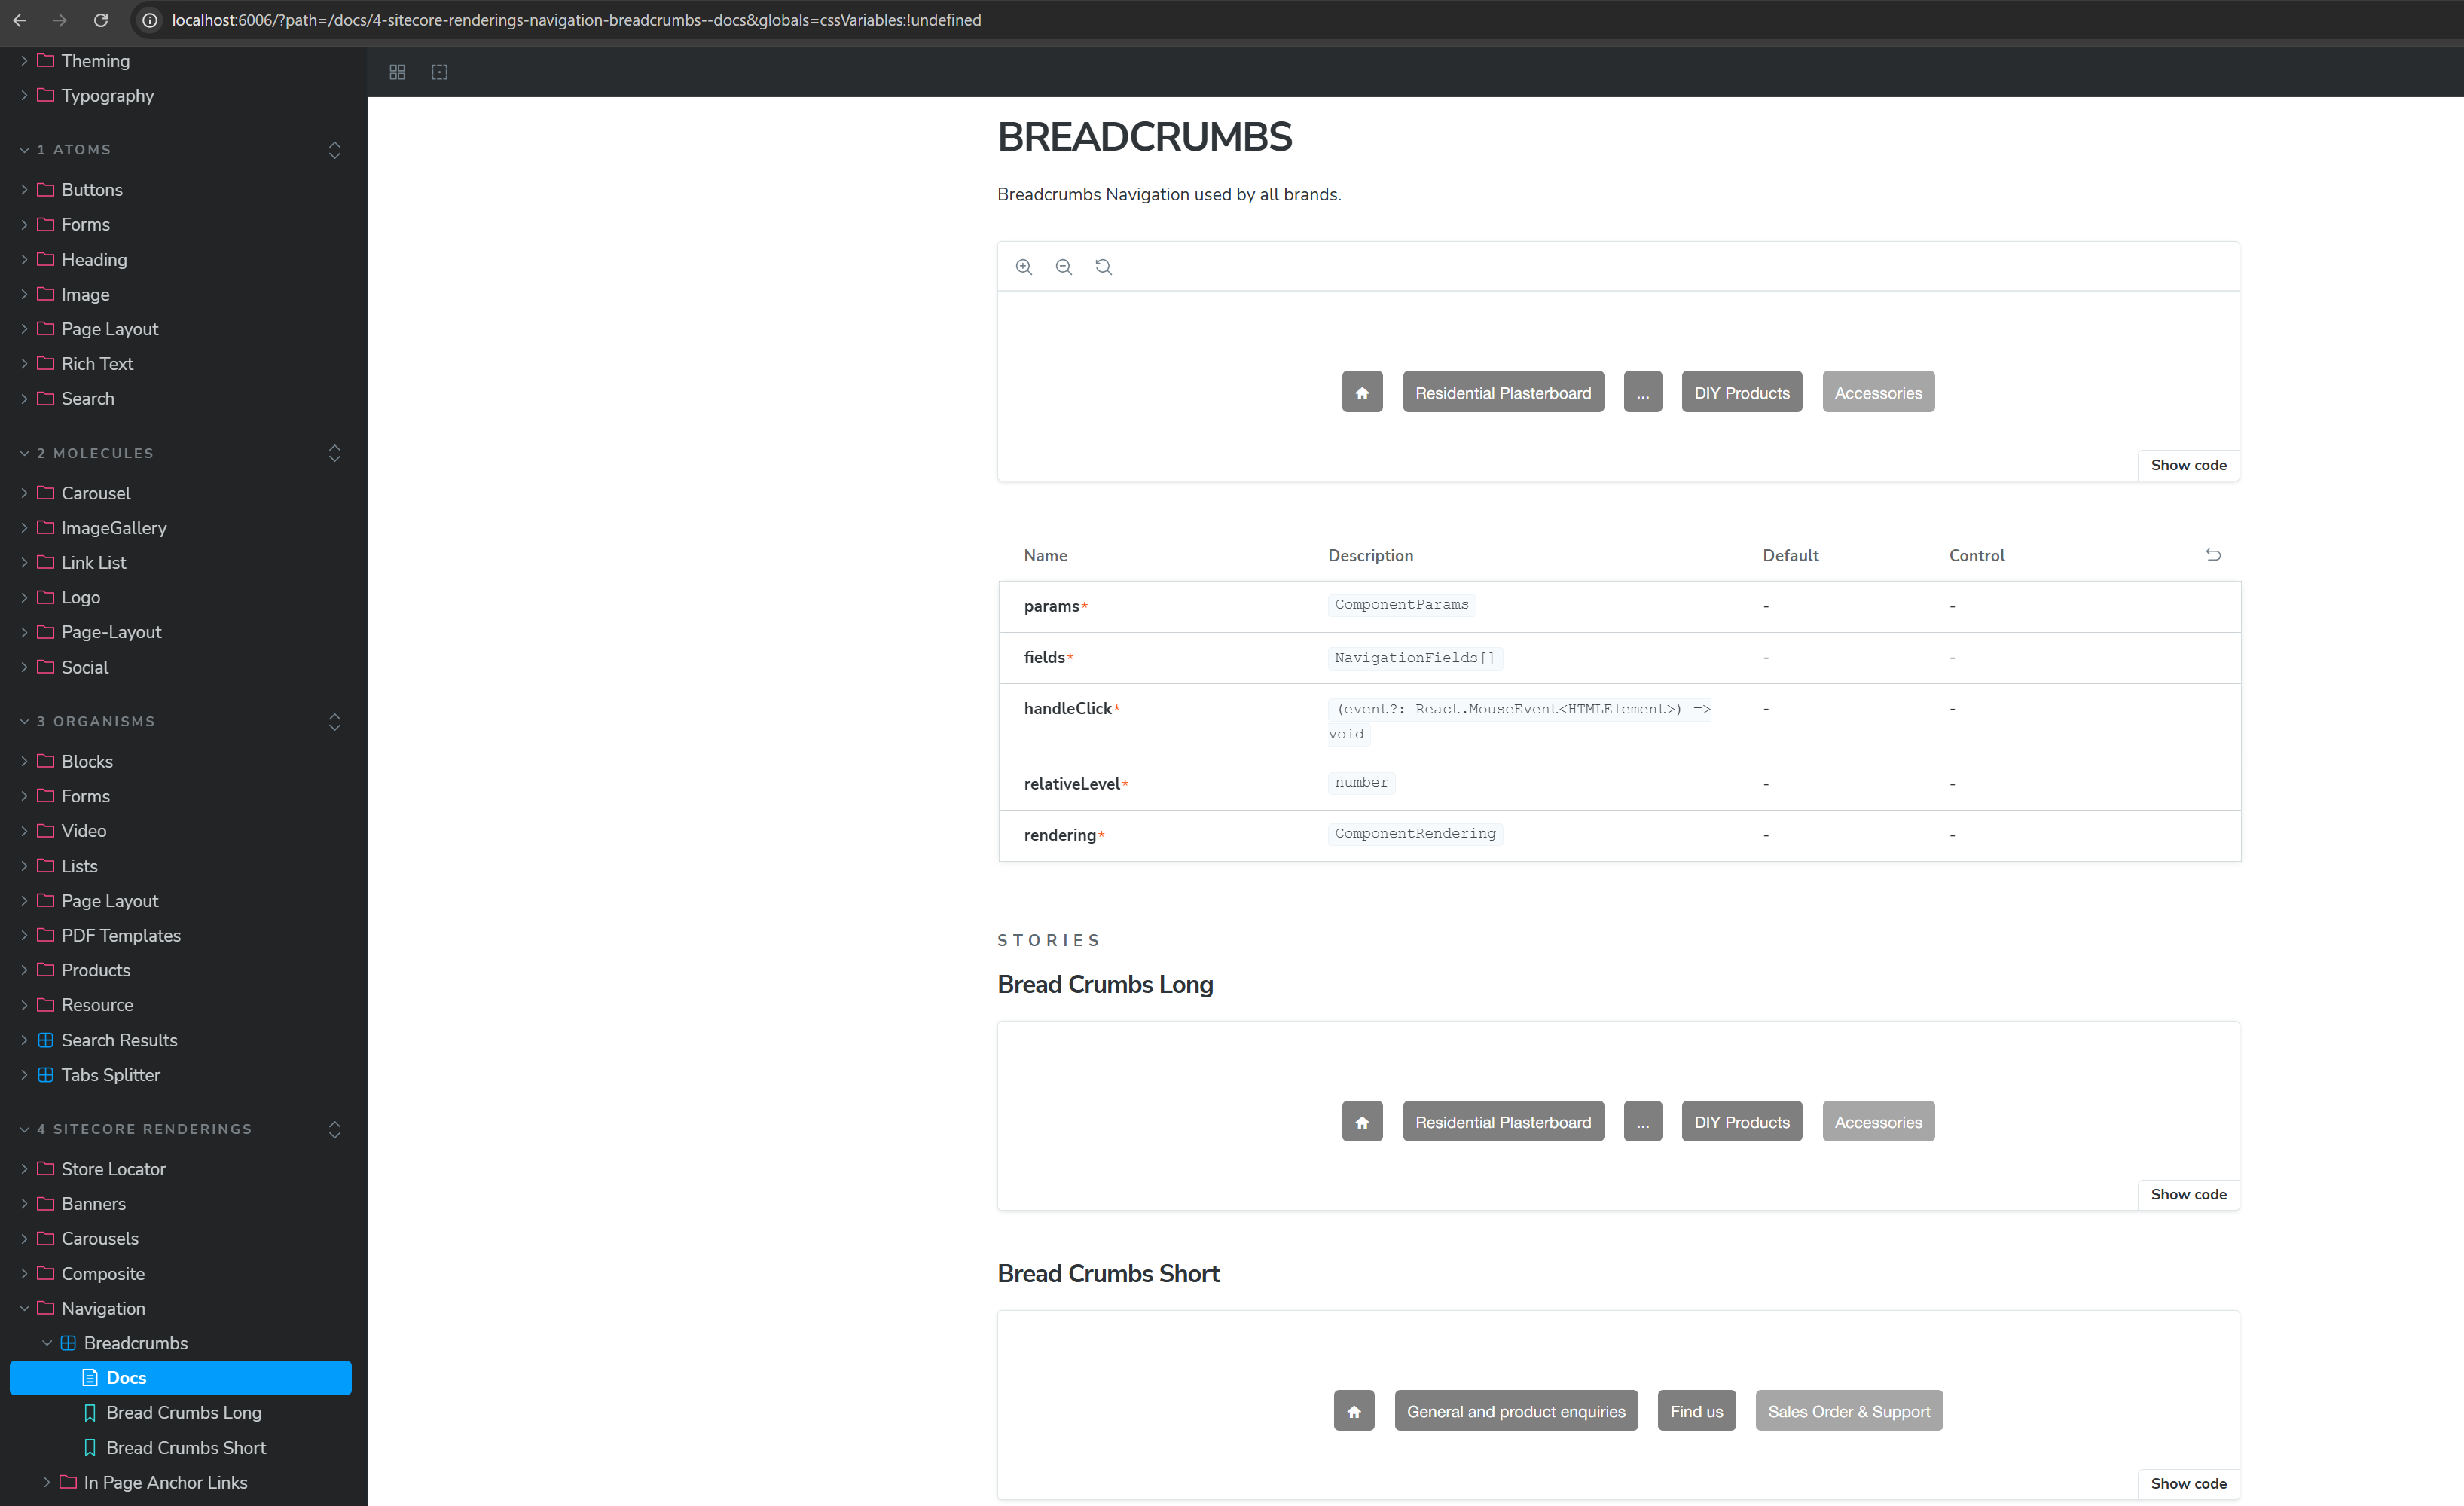 localhost:6006/?path=/docs/4-sitecore-renderings-navigation-breadcrumbs--docs&globals=cssVariables:!undefined
Theming
Typography
1 ATOMS
Buttons
Forms
Heading
Image
Page Layout
Rich Text
Search
2 MOLECULES
Carousel
ImageGallery
Link List
Logo
Page-Layout
Social
3 ORGANISMS
Blocks
Forms
Video
Lists
Page Layout
PDF Templates
Products
Resource
Search Results
Tabs Splitter
4 SITECORE RENDERINGS
Store Locator
Banners
Carousels
Composite
Navigation
Breadcrumbs
Docs
Bread Crumbs Long
Bread Crumbs Short
In Page Anchor Links
BREADCRUMBS
Breadcrumbs Navigation used by all brands.
Residential Plasterboard ... DIY Products Accessories
Show code
Name Description Default Control
params* ComponentParams - -
fields* NavigationFields[] - -
handleClick* (event?: React.MouseEvent<HTMLElement>) => - -
void
relativeLevel* number - -
rendering* ComponentRendering - -
STORIES
Bread Crumbs Long
Residential Plasterboard ... DIY Products Accessories
Show code
Bread Crumbs Short
General and product enquiries Find us Sales Order & Support
Show code